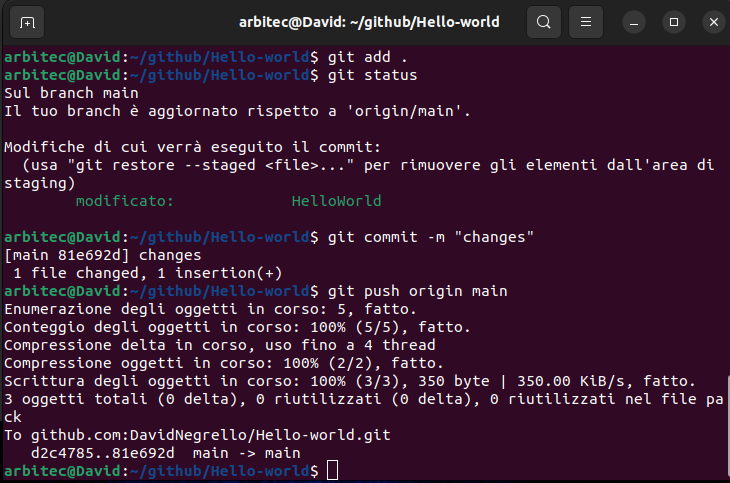 arbitec@David: ~/github/Hello-world
arbitec@David:~/github/Hello-world$ git add .
arbitec@David:~/github/Hello-world$ git status
Sul branch main
Il tuo branch è aggiornato rispetto a 'origin/main'.
Modifiche di cui verrà eseguito il commit:
  (usa "git restore --staged <file>..." per rimuovere gli elementi dall'area di
staging)
        modificato:             HelloWorld
arbitec@David:~/github/Hello-world$ git commit -m "changes"
[main 81e692d] changes
 1 file changed, 1 insertion(+)
arbitec@David:~/github/Hello-world$ git push origin main
Enumerazione degli oggetti in corso: 5, fatto.
Conteggio degli oggetti in corso: 100% (5/5), fatto.
Compressione delta in corso, uso fino a 4 thread
Compressione oggetti in corso: 100% (2/2), fatto.
Scrittura degli oggetti in corso: 100% (3/3), 350 byte | 350.00 KiB/s, fatto.
3 oggetti totali (0 delta), 0 riutilizzati (0 delta), 0 riutilizzati nel file pa
ck
To github.com:DavidNegrello/Hello-world.git
   d2c4785..81e692d  main -> main
arbitec@David:~/github/Hello-world$